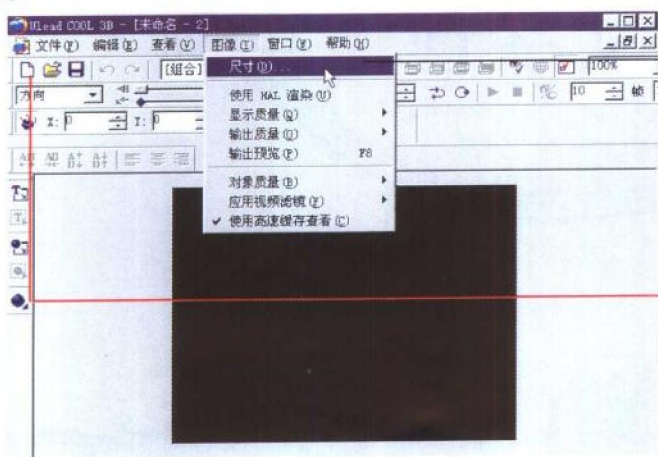 Ulead COOL 3D - [未命名 - 2]
文件(F) 编辑(E) 查看(V) 图像(I) 窗口(W) 帮助(H)
[组合] 100%
方向 10 帧
X: 0 Y: 0
尺寸(D)...
使用 HAL 渲染(U)
显示质量(Q)
输出质量(O)
输出预览(P) F8
对象质量(B)
应用视频滤镜(Y)
✓ 使用高速缓存查看(C)